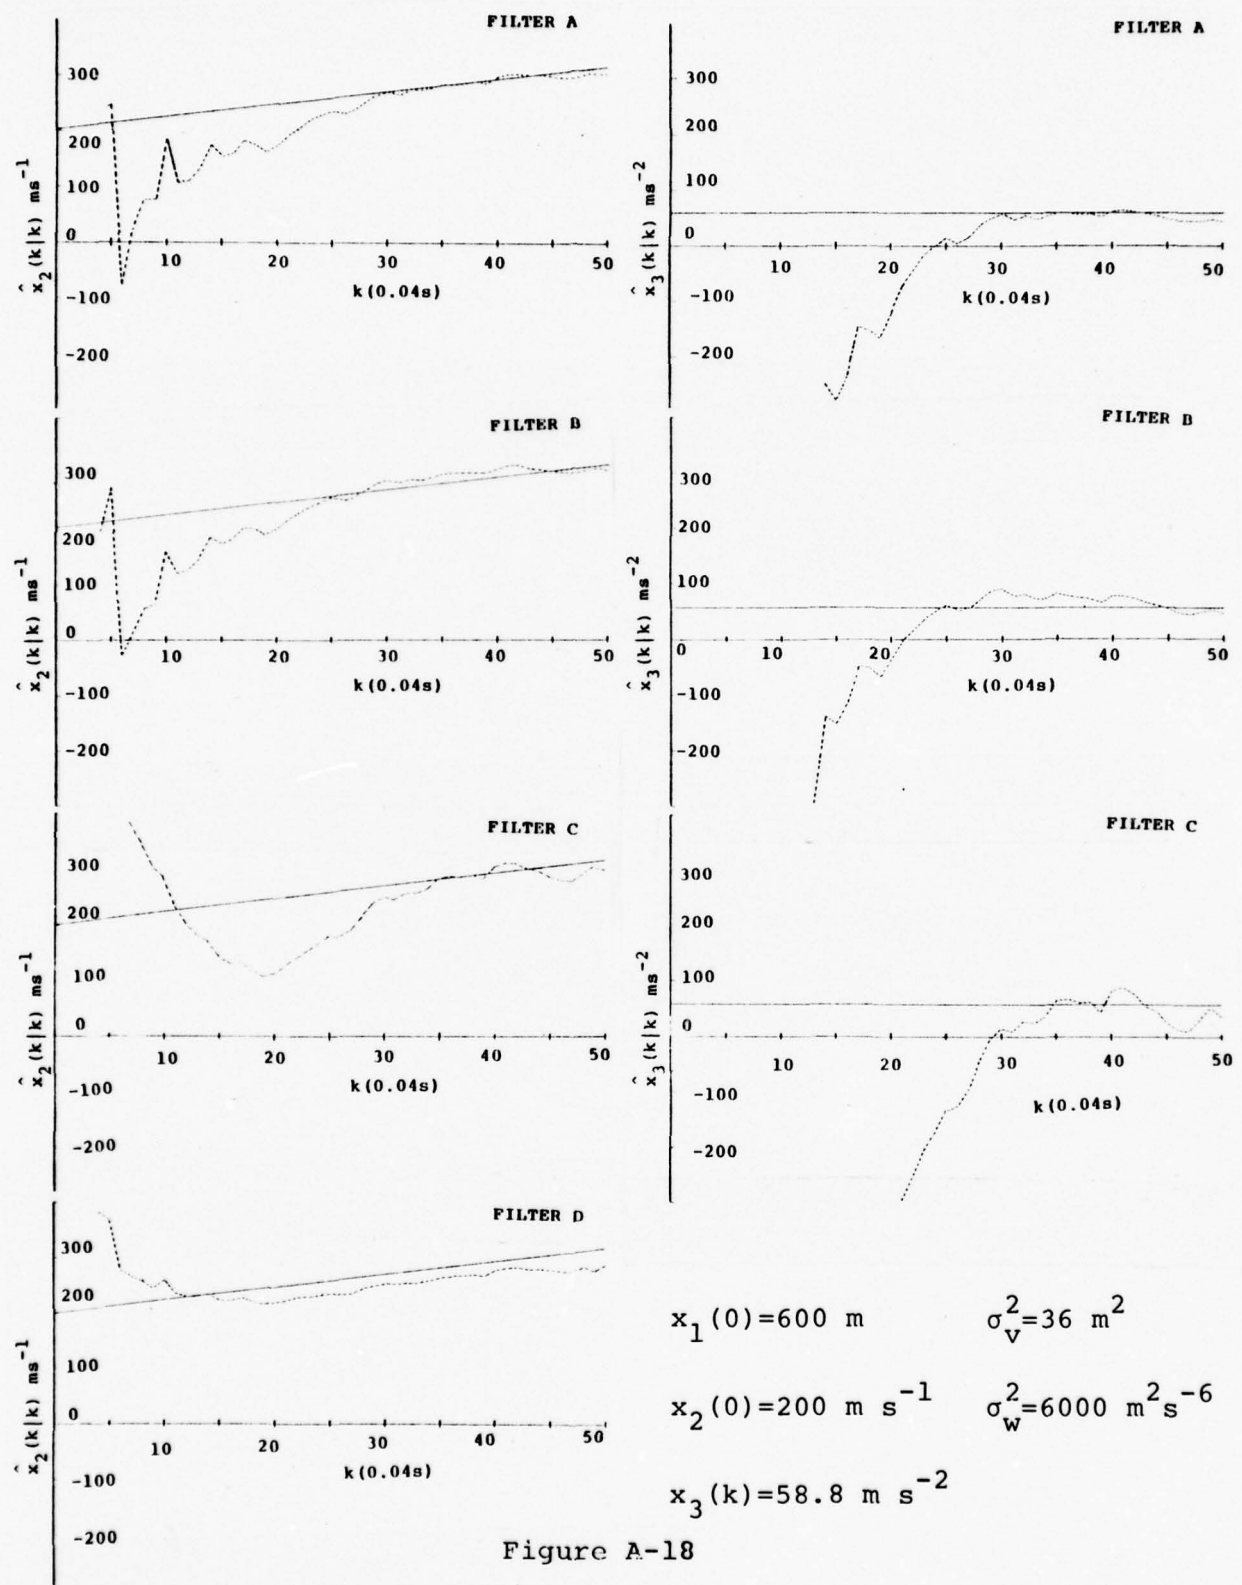 FILTER A
300
200
100
0
-100
-200
10 20 30 40 50
k(0.04s)
x̂₂(k|k) ms⁻¹
FILTER A
300
200
100
0
-100
-200
10 20 30 40 50
k(0.04s)
x̂₃(k|k) ms⁻²
FILTER B
300
200
100
0
-100
-200
10 20 30 40 50
k(0.04s)
x̂₂(k|k) ms⁻¹
FILTER B
300
200
100
0
-100
-200
10 20 30 40 50
k(0.04s)
x̂₃(k|k) ms⁻²
FILTER C
300
200
100
0
-100
-200
10 20 30 40 50
k(0.04s)
x̂₂(k|k) ms⁻¹
FILTER C
300
200
100
0
-100
-200
10 20 30 40 50
k(0.04s)
x̂₃(k|k) ms⁻²
FILTER D
300
200
100
0
-100
-200
10 20 30 40 50
k(0.04s)
x̂₂(k|k) ms⁻¹
x₁(0)=600 m σ²ᵥ=36 m²
x₂(0)=200 m s⁻¹ σ²w=6000 m²s⁻⁶
x₃(k)=58.8 m s⁻²
Figure A-18